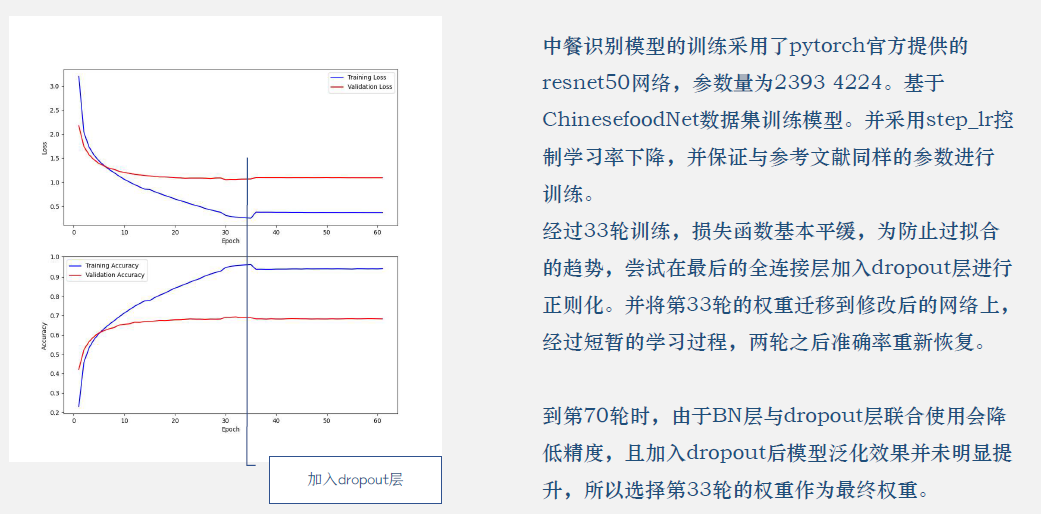 Training Loss
Validation Loss
3.0
2.5
2.0
1.5
1.0
0.5
Loss
0 10 20 30 40 50 60
Epoch
Training Accuracy
Validation Accuracy
1.0
0.9
0.8
0.7
0.6
0.5
0.4
0.3
0.2
Accuracy
0 10 20 30 40 50 60
Epoch
加入dropout层
中餐识别模型的训练采用了pytorch官方提供的
resnet50网络，参数量为2393 4224。基于
ChinesefoodNet数据集训练模型。并采用step_lr控
制学习率下降，并保证与参考文献同样的参数进行
训练。
经过33轮训练，损失函数基本平缓，为防止过拟合
的趋势，尝试在最后的全连接层加入dropout层进行
正则化。并将第33轮的权重迁移到修改后的网络上，
经过短暂的学习过程，两轮之后准确率重新恢复。
到第70轮时，由于BN层与dropout层联合使用会降
低精度，且加入dropout后模型泛化效果并未明显提
升，所以选择第33轮的权重作为最终权重。